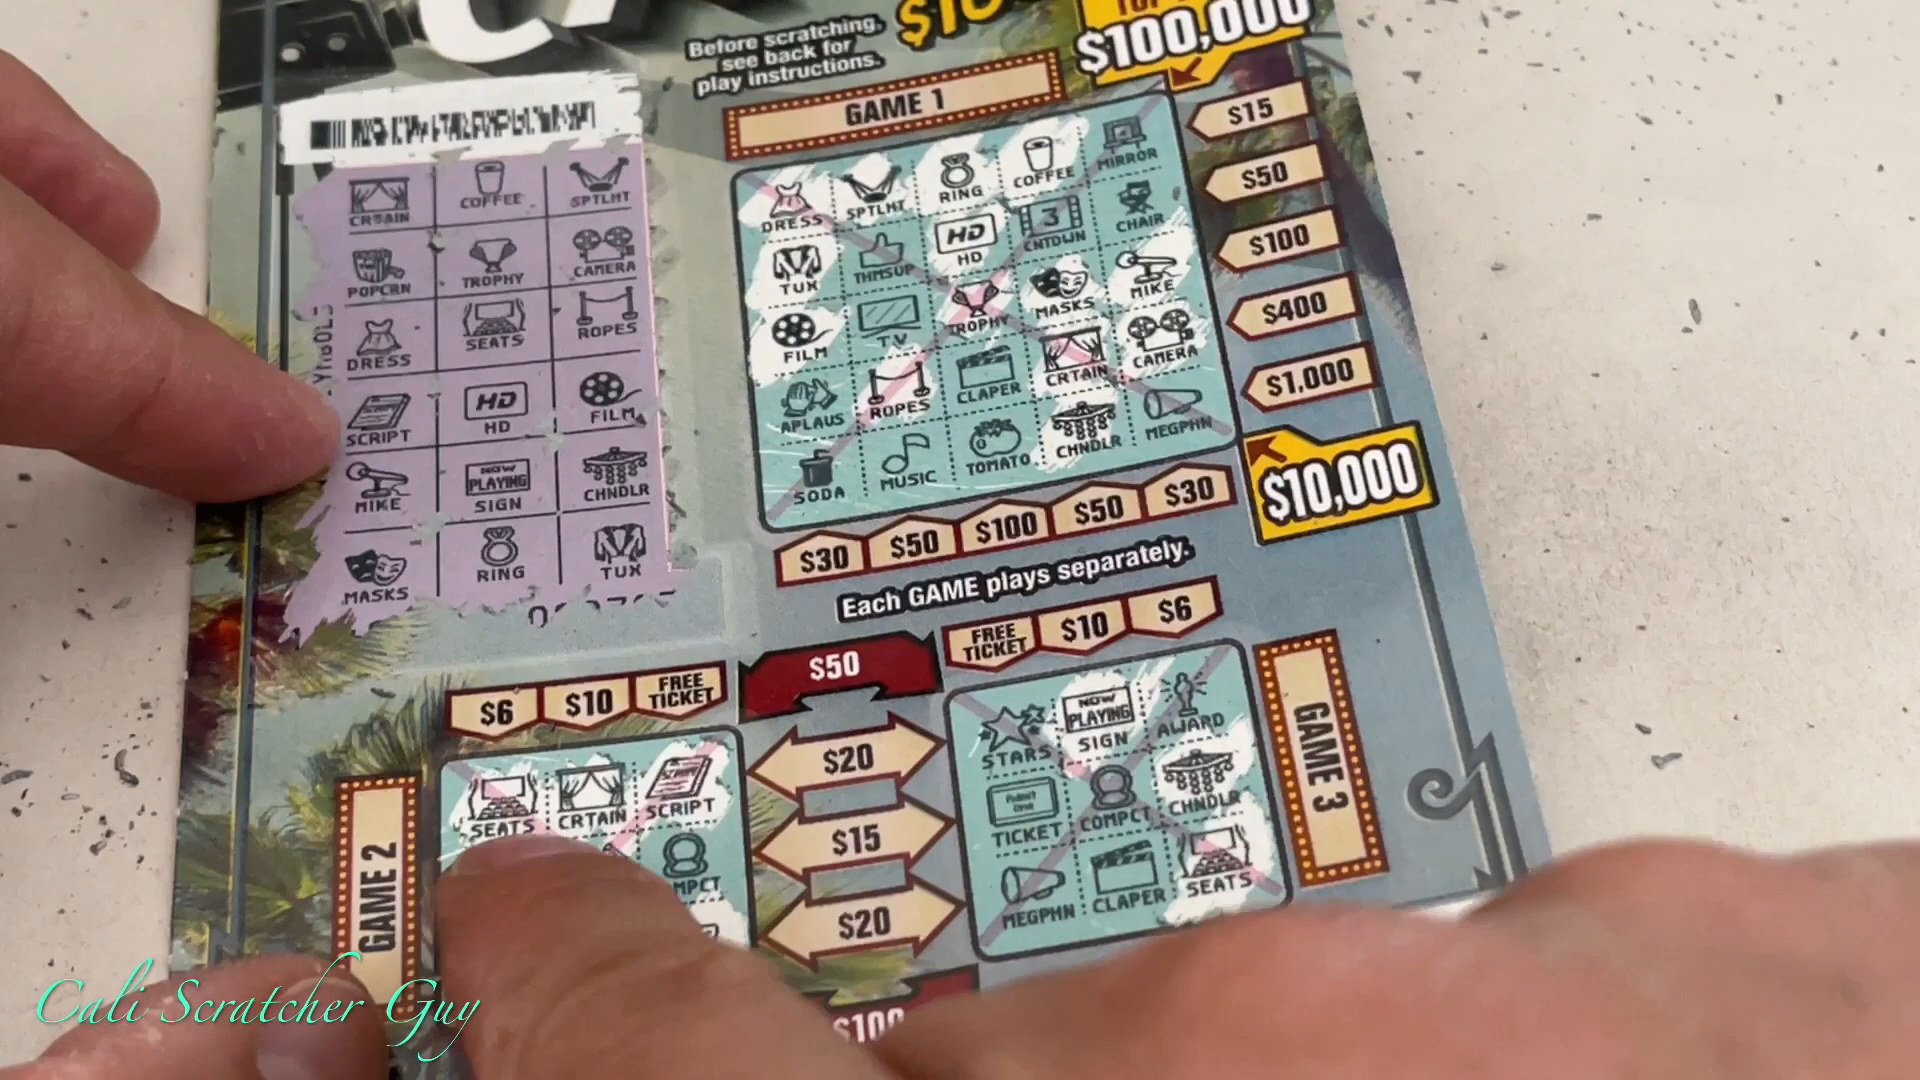 Before scratching,
see back for
play instructions.
$100,000
GAME 1
$15
$50
$100
$400
$1,000
$10,000
CRTAIN COFFEE SPTLHT
POPCRN TROPHY CAMERA
DRESS SEATS ROPES
SCRIPT HD HD FILM
MIKE NOW PLAYING SIGN CHNDLR
MASKS RING TUX
DRESS SPTLHT RING COFFEE MIRROR
TUX THMSUP HD HD 3 CNTDWN CHAIR
FILM TV TROPHY MASKS MIKE
APLAUS ROPES CLAPER CRTAIN CAMERA
SODA MUSIC TOMATO CHNDLR MEGPHN
$30 $50 $100 $50 $30
Each GAME plays separately.
$6 $10 FREE TICKET
$50
FREE TICKET $10 $6
$20
$15
$20
$100
GAME 2
SEATS CRTAIN SCRIPT
GAME 3
STARS NOW PLAYING SIGN AWARD
TICKET COMPCT CHNDLR
MEGPHN CLAPER SEATS
Cali Scratcher Guy